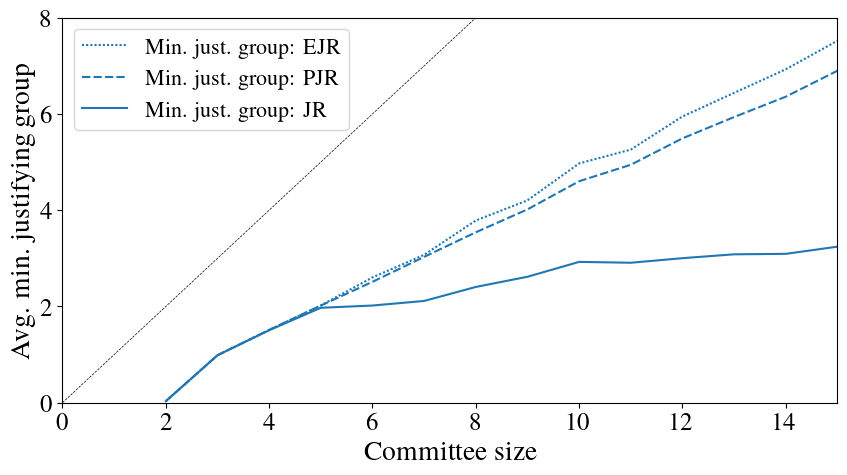 Min. just. group: EJR
Min. just. group: PJR
Min. just. group: JR
Avg. min. justifying group
8
6
4
2
0
0 2 4 6 8 10 12 14
Committee size